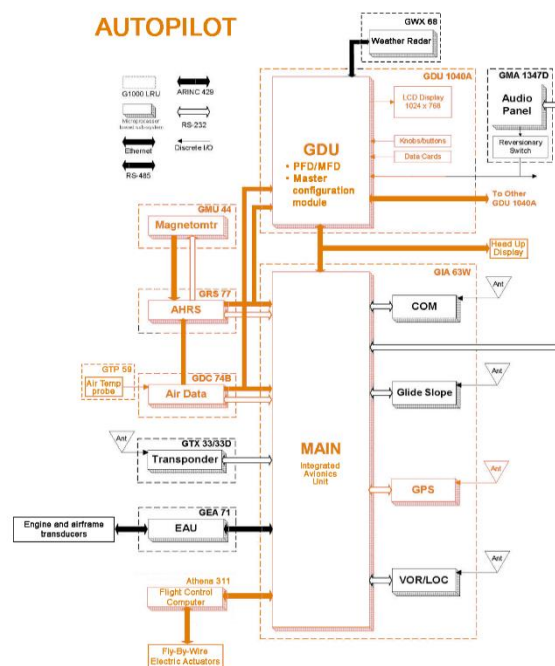 AUTOPILOT
G1000 LRU
ARINC 429
Microprocessor
based subsystem
RS-232
Ethernet
Discrete I/O
RS-485
GWX 68
Weather Radar
GDU 1040A
GDU
• PFD/MFD
• Master
configuration
module
LCD Display
1024 x 768
Knobs/buttons
Data Cards
GMA 1347D
Audio
Panel
Reversionary
Switch
To Other
GDU 1040A
Head Up
Display
GMU 44
Magnetomtr
GRS 77
AHRS
GTP 59
Air Temp
probe
GDC 74B
Air Data
Ant
GTX 33/33D
Transponder
GEA 71
Engine and airframe
transducers
EAU
Athena 311
Flight Control
Computer
Fly-By-Wire
Electric Actuators
GIA 63W
MAIN
Integrated
Avionics
Unit
Ant
COM
Ant
Glide Slope
Ant
GPS
Ant
VOR/LOC